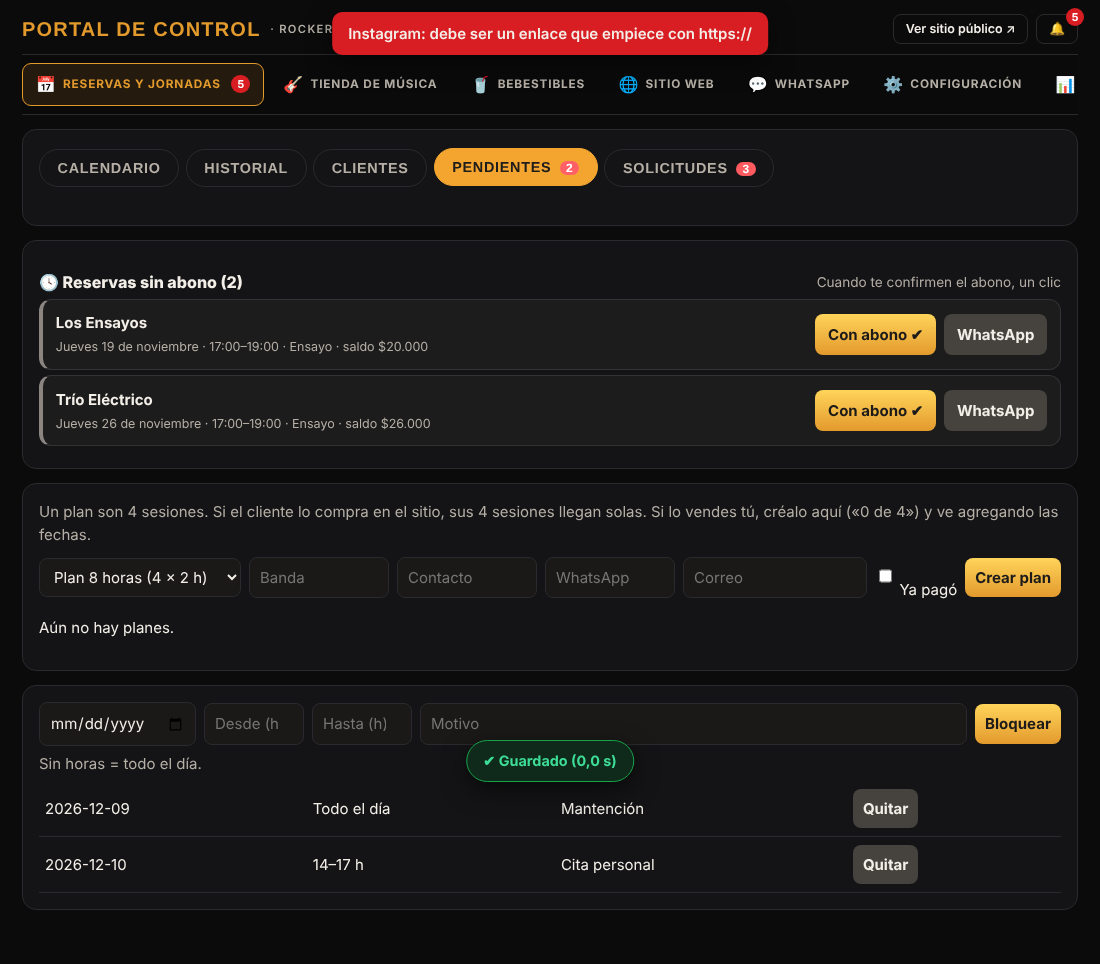 PORTAL DE CONTROL · ROCKER
Instagram: debe ser un enlace que empiece con https://
Ver sitio público ↗
🔔 5
📅 RESERVAS Y JORNADAS 5
🎸 TIENDA DE MÚSICA
🥤 BEBESTIBLES
🌐 SITIO WEB
💬 WHATSAPP
⚙️ CONFIGURACIÓN
📊
CALENDARIO
HISTORIAL
CLIENTES
PENDIENTES 2
SOLICITUDES 3
🕓 Reservas sin abono (2)
Cuando te confirmen el abono, un clic
Los Ensayos
Jueves 19 de noviembre · 17:00–19:00 · Ensayo · saldo $20.000
Con abono ✔
WhatsApp
Trío Eléctrico
Jueves 26 de noviembre · 17:00–19:00 · Ensayo · saldo $26.000
Con abono ✔
WhatsApp
Un plan son 4 sesiones. Si el cliente lo compra en el sitio, sus 4 sesiones llegan solas. Si lo vendes tú, créalo aquí («0 de 4») y ve agregando las
fechas.
Plan 8 horas (4 × 2 h)
Banda
Contacto
WhatsApp
Correo
Ya pagó
Crear plan
Aún no hay planes.
mm/dd/yyyy
Desde (h
Hasta (h)
Motivo
Bloquear
✔ Guardado (0,0 s)
Sin horas = todo el día.
2026-12-09 Todo el día Mantención Quitar
2026-12-10 14–17 h Cita personal Quitar